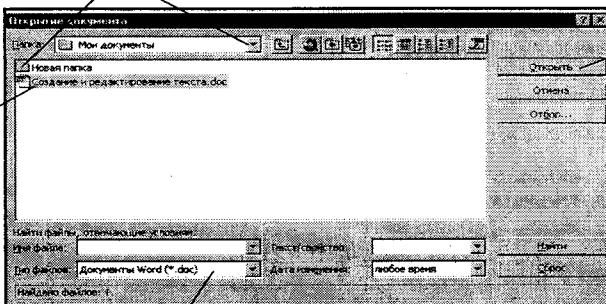 Открытие документа
Папка: Мои документы
Новая папка
Создание и редактирование текста.doc
Открыть
Отмена
Отбор...
Найти файлы, отвечающие условиям:
Имя файла: Текст/свойство: Найти
Тип файлов: Документы Word (*.doc) Дата изменения: любое время Сброс
Найдено файлов: 1